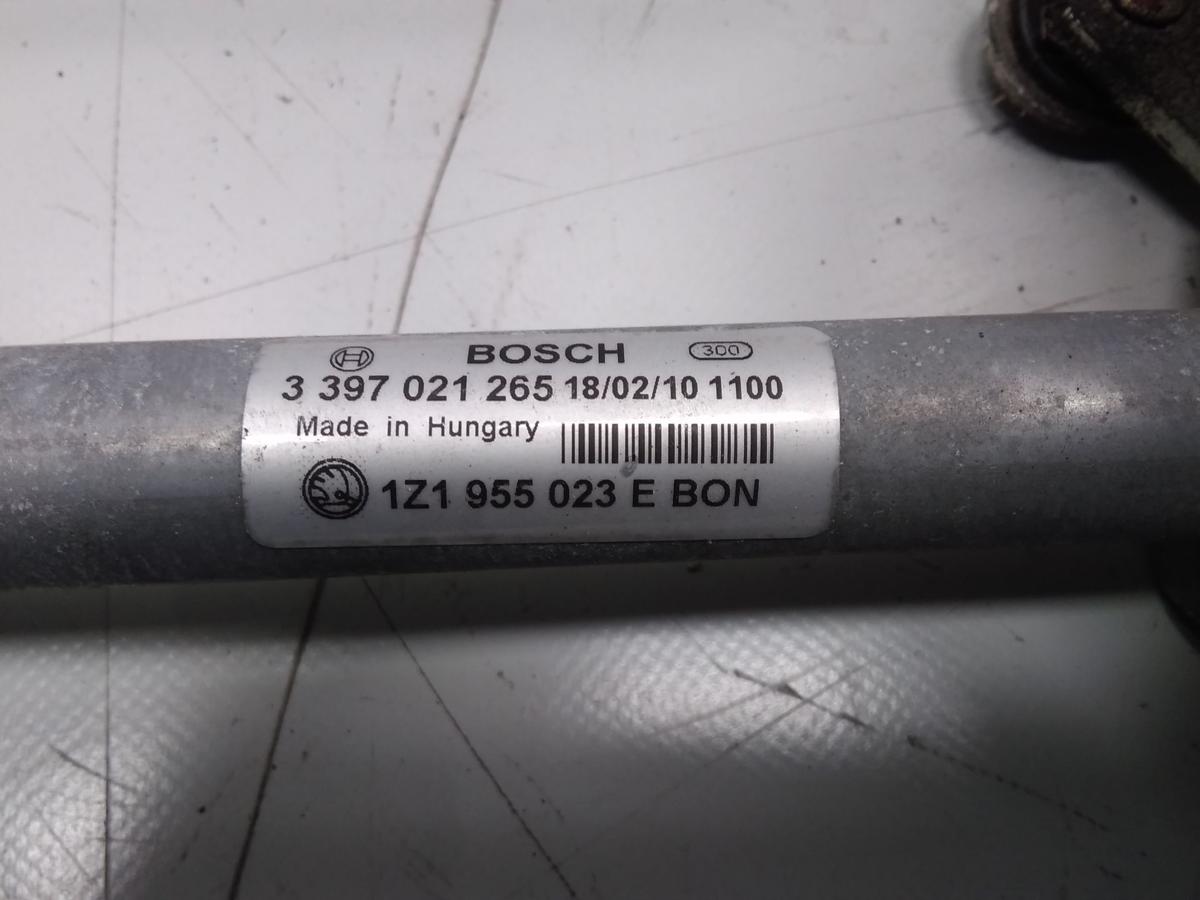 BOSCH 300
3 397 021 265 18/02/10 1100
Made in Hungary
1Z1 955 023 E BON